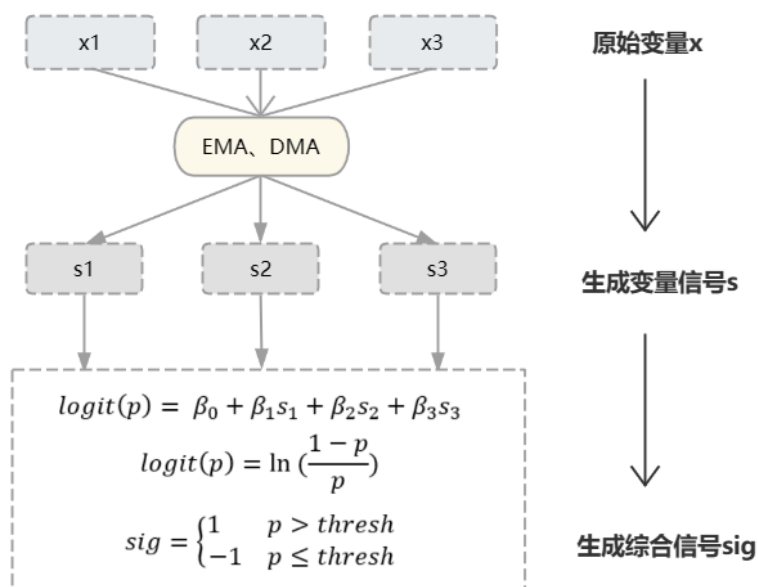 x1 x2 x3 原始变量x
EMA、DMA
s1 s2 s3 生成变量信号s
logit(p) = β₀ + β₁s₁ + β₂s₂ + β₃s₃
logit(p) = ln (\frac{1 − p}{p})
sig = {1 p > thresh
−1 p ≤ thresh
生成综合信号sig